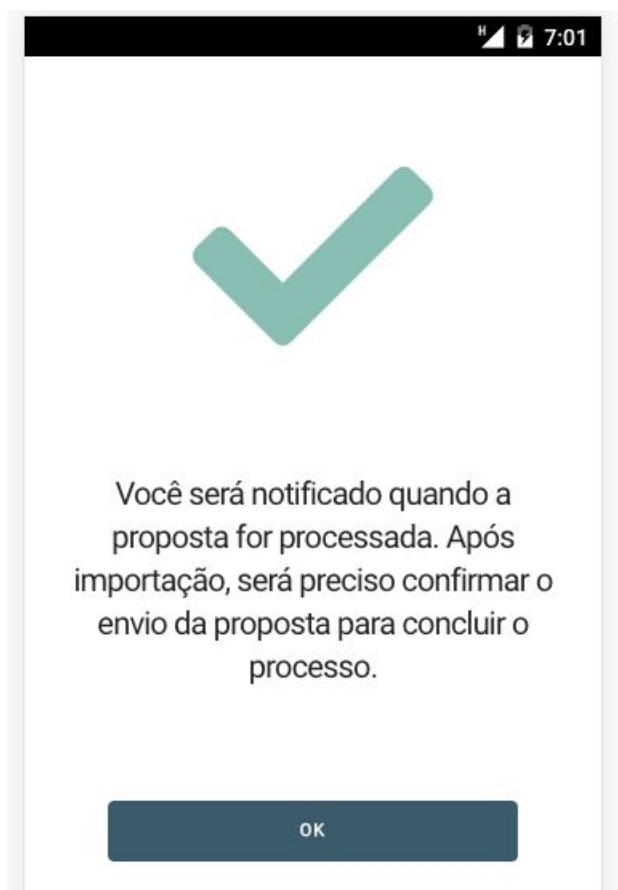 H 7:01
Você será notificado quando a
proposta for processada. Após
importação, será preciso confirmar o
envio da proposta para concluir o
processo.
OK